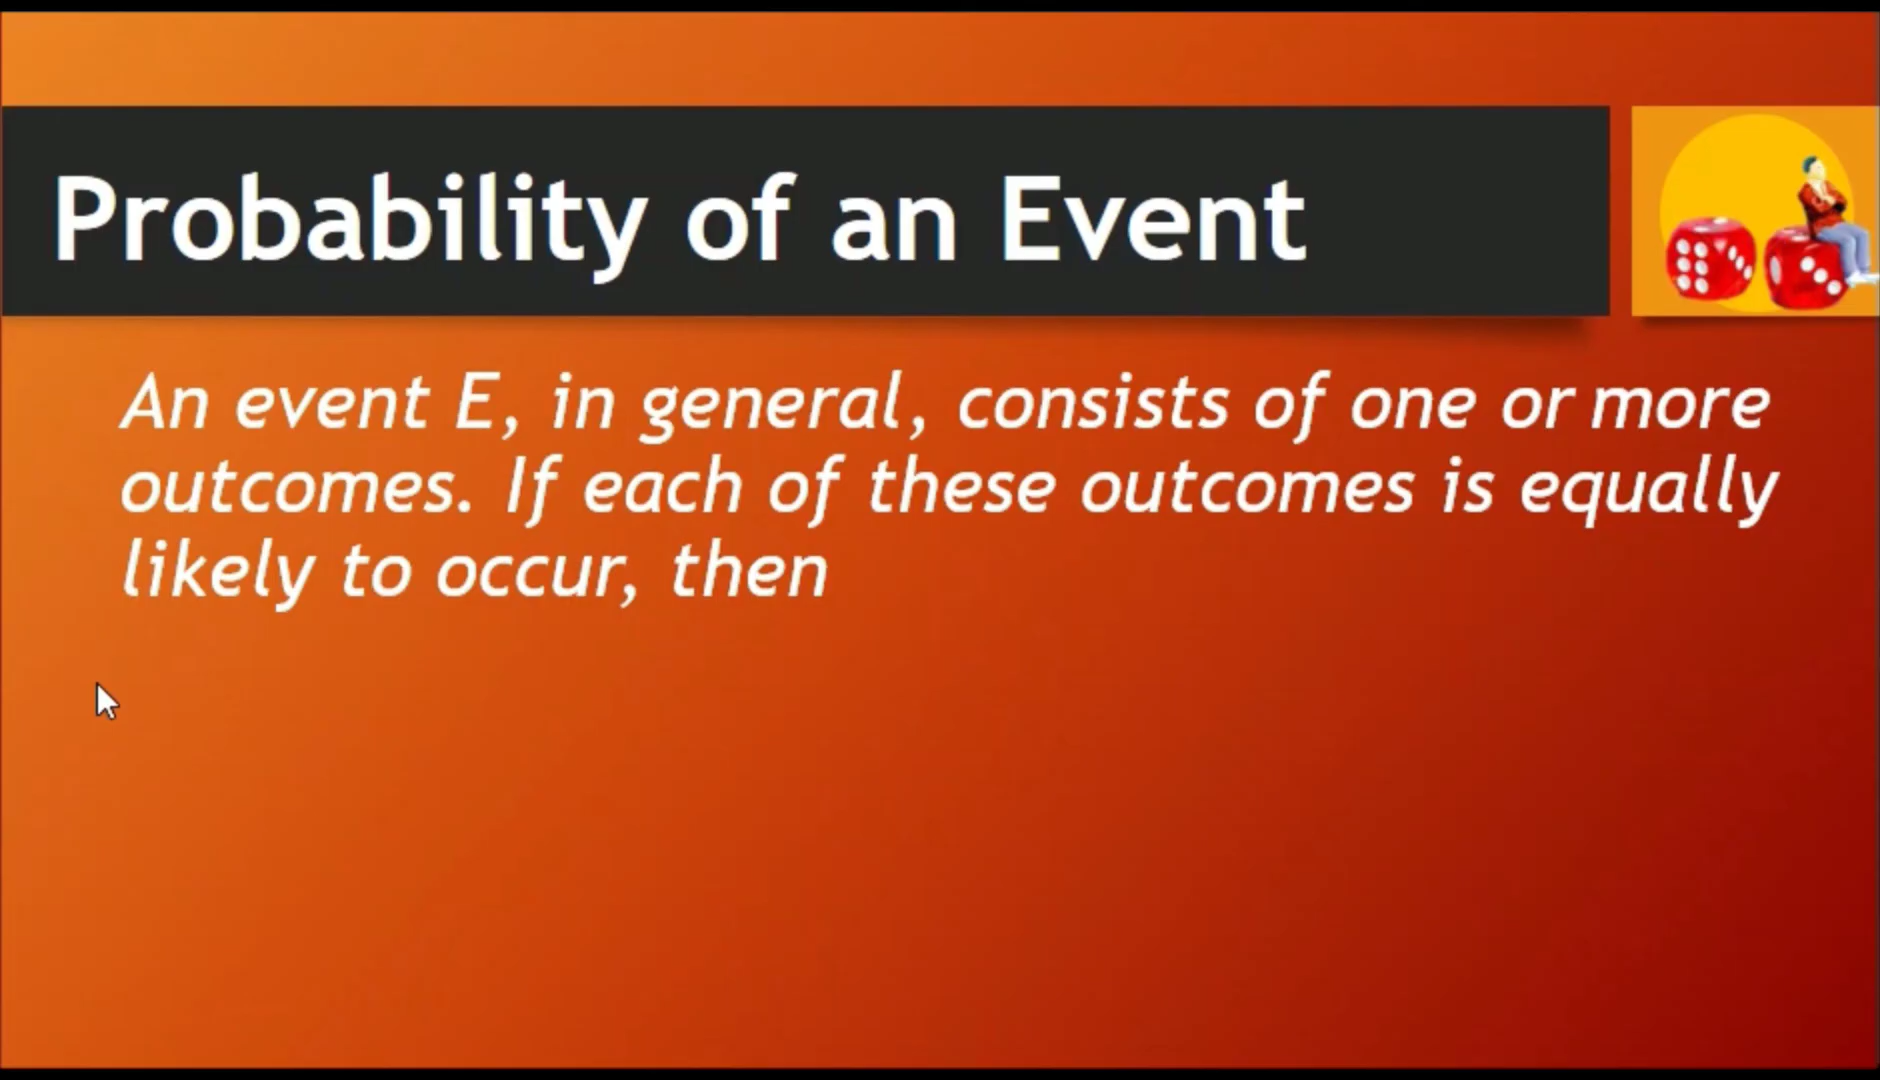 Probability of an Event
An event E, in general, consists of one or more
outcomes. If each of these outcomes is equally
likely to occur, then